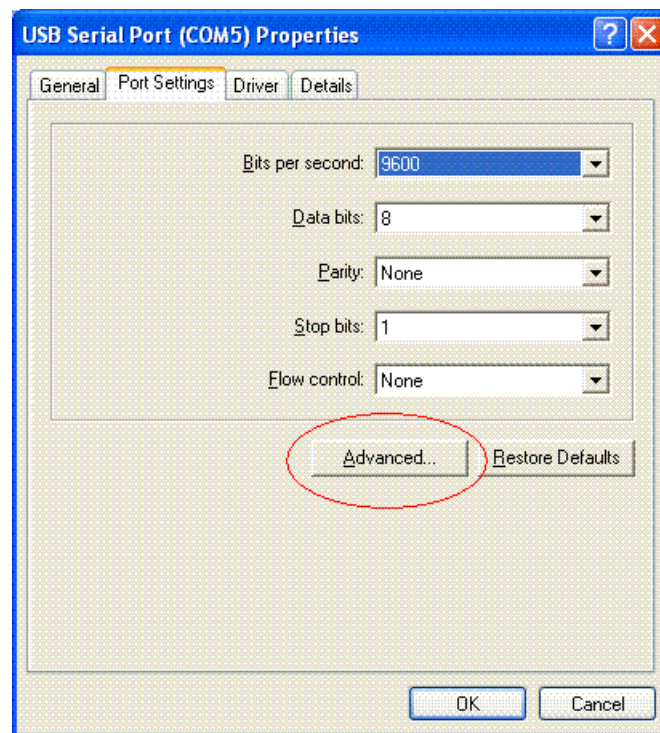 USB Serial Port (COM5) Properties
General Port Settings Driver Details
Bits per second: 9600
Data bits: 8
Parity: None
Stop bits: 1
Flow control: None
Advanced... Restore Defaults
OK Cancel